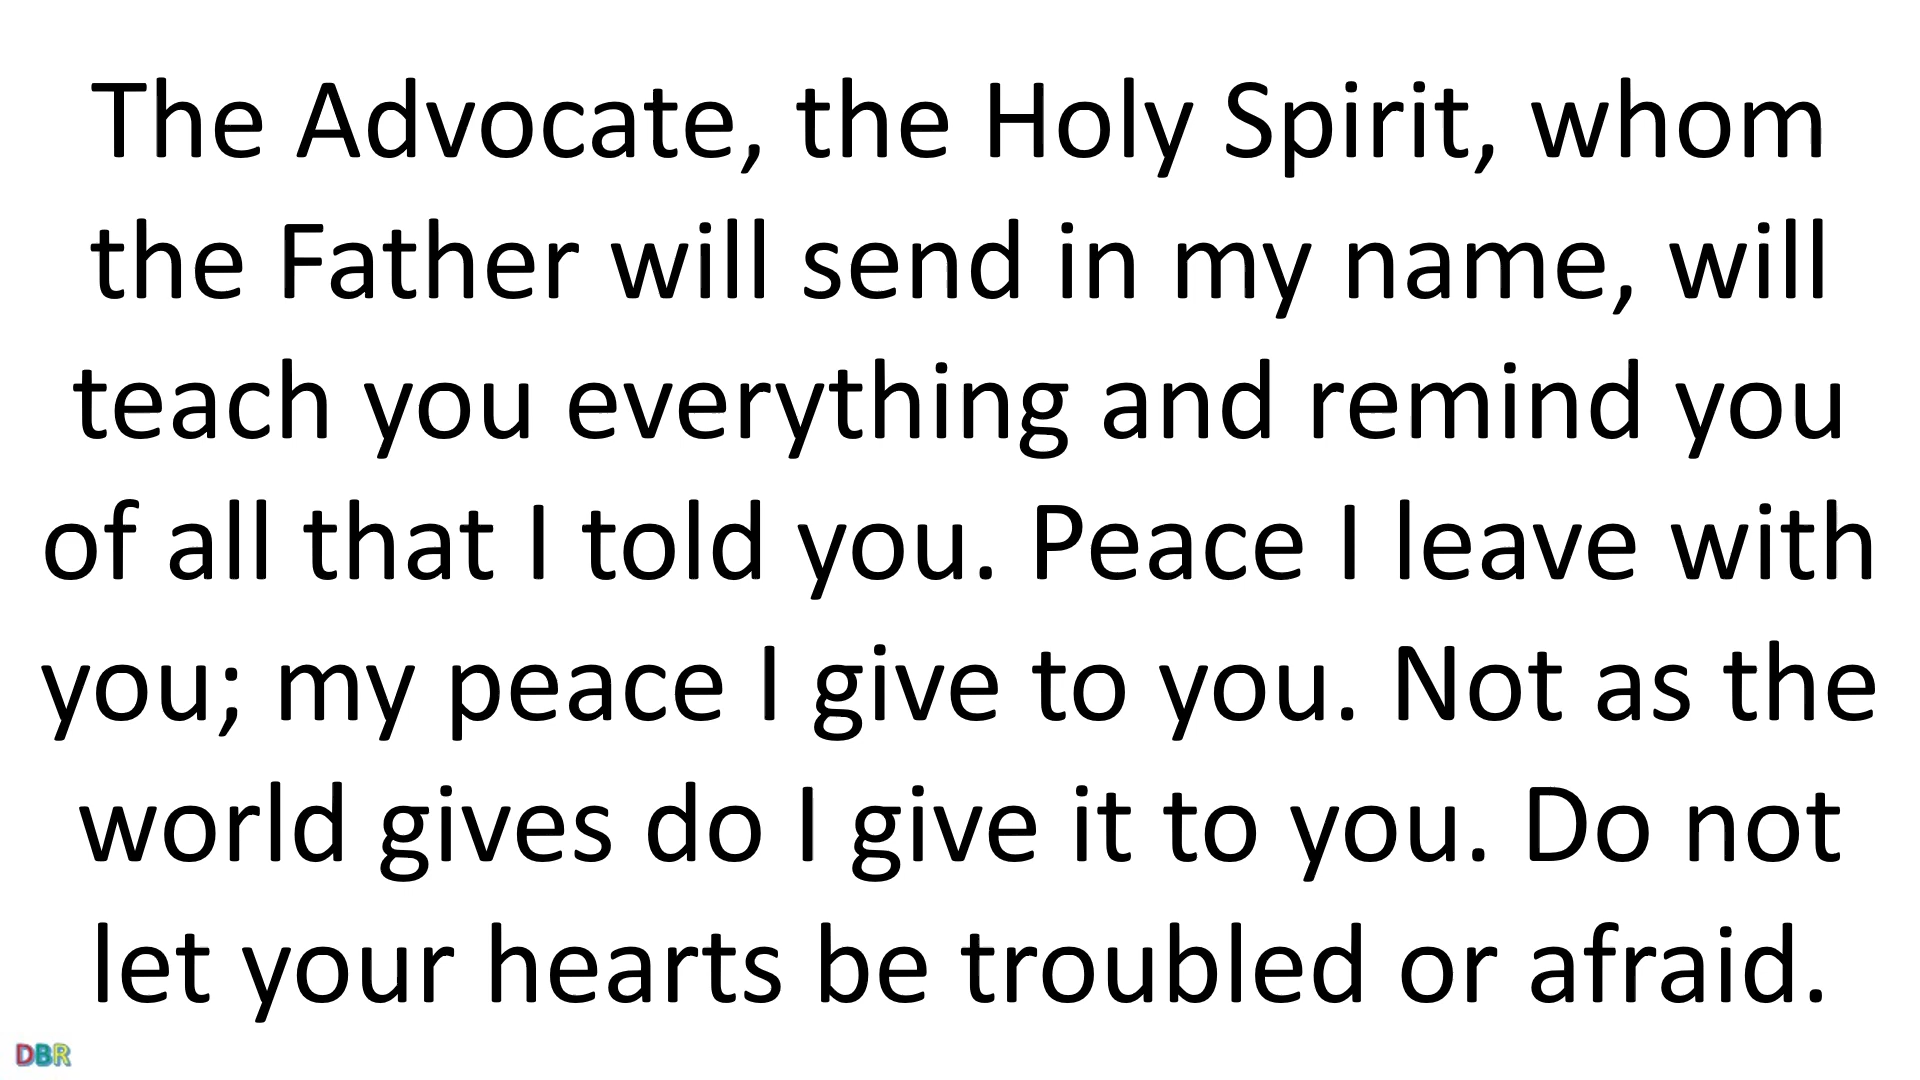 The Advocate, the Holy Spirit, whom
the Father will send in my name, will
teach you everything and remind you
of all that I told you. Peace I leave with
you; my peace I give to you. Not as the
world gives do I give it to you. Do not
let your hearts be troubled or afraid.
DBR